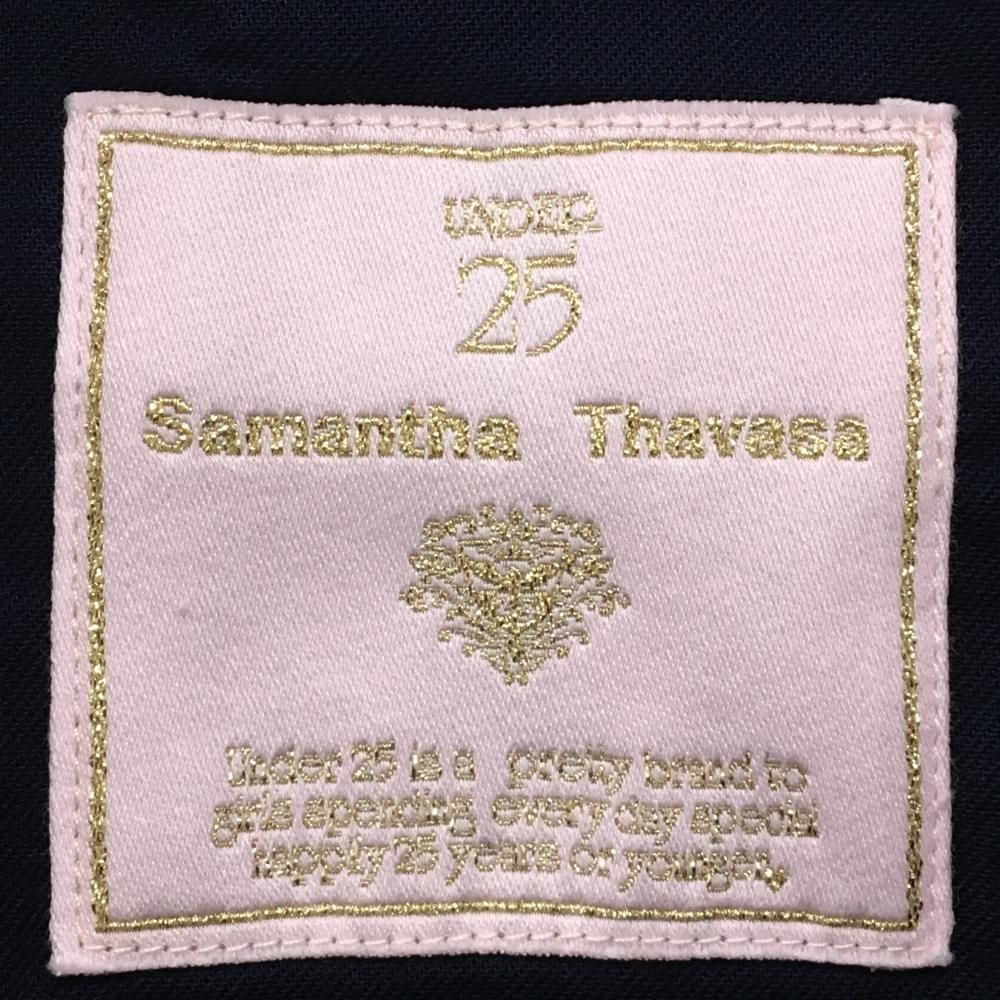 UNDER
25
Samantha Thavasa
Under 25 is a pretty brand to
girls spending every day special
happily 25 years or younger.